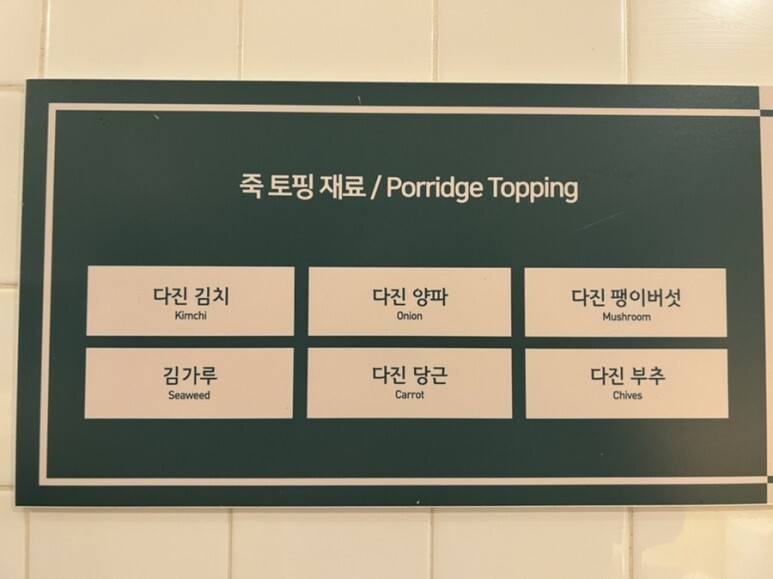 죽 토핑 재료 / Porridge Topping
다진 김치
Kimchi
다진 양파
Onion
다진 팽이버섯
Mushroom
김가루
Seaweed
다진 당근
Carrot
다진 부추
Chives